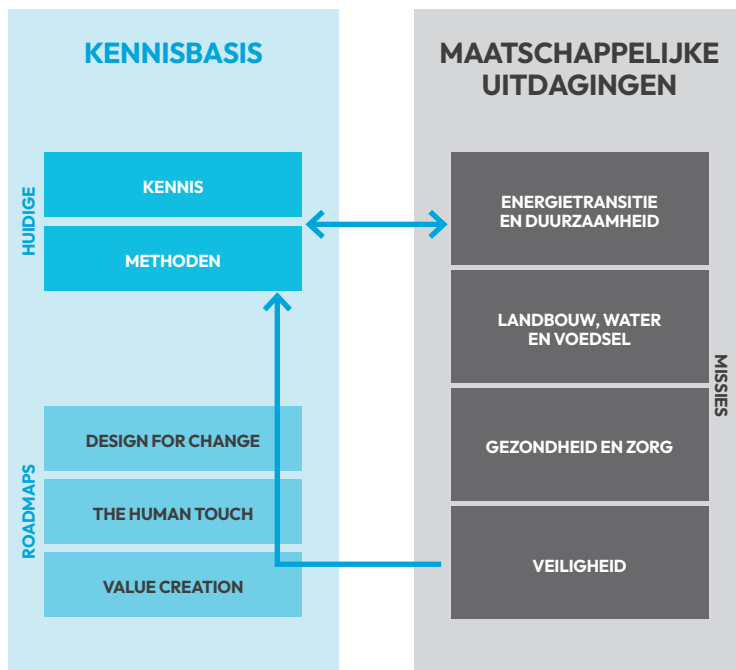 KENNISBASIS
HUIDIGE
KENNIS
METHODEN
ROADMAPS
DESIGN FOR CHANGE
THE HUMAN TOUCH
VALUE CREATION
MAATSCHAPPELIJKE
UITDAGINGEN
ENERGIETRANSITIE
EN DUURZAAMHEID
LANDBOUW, WATER
EN VOEDSEL
GEZONDHEID EN ZORG
VEILIGHEID
MISSIES